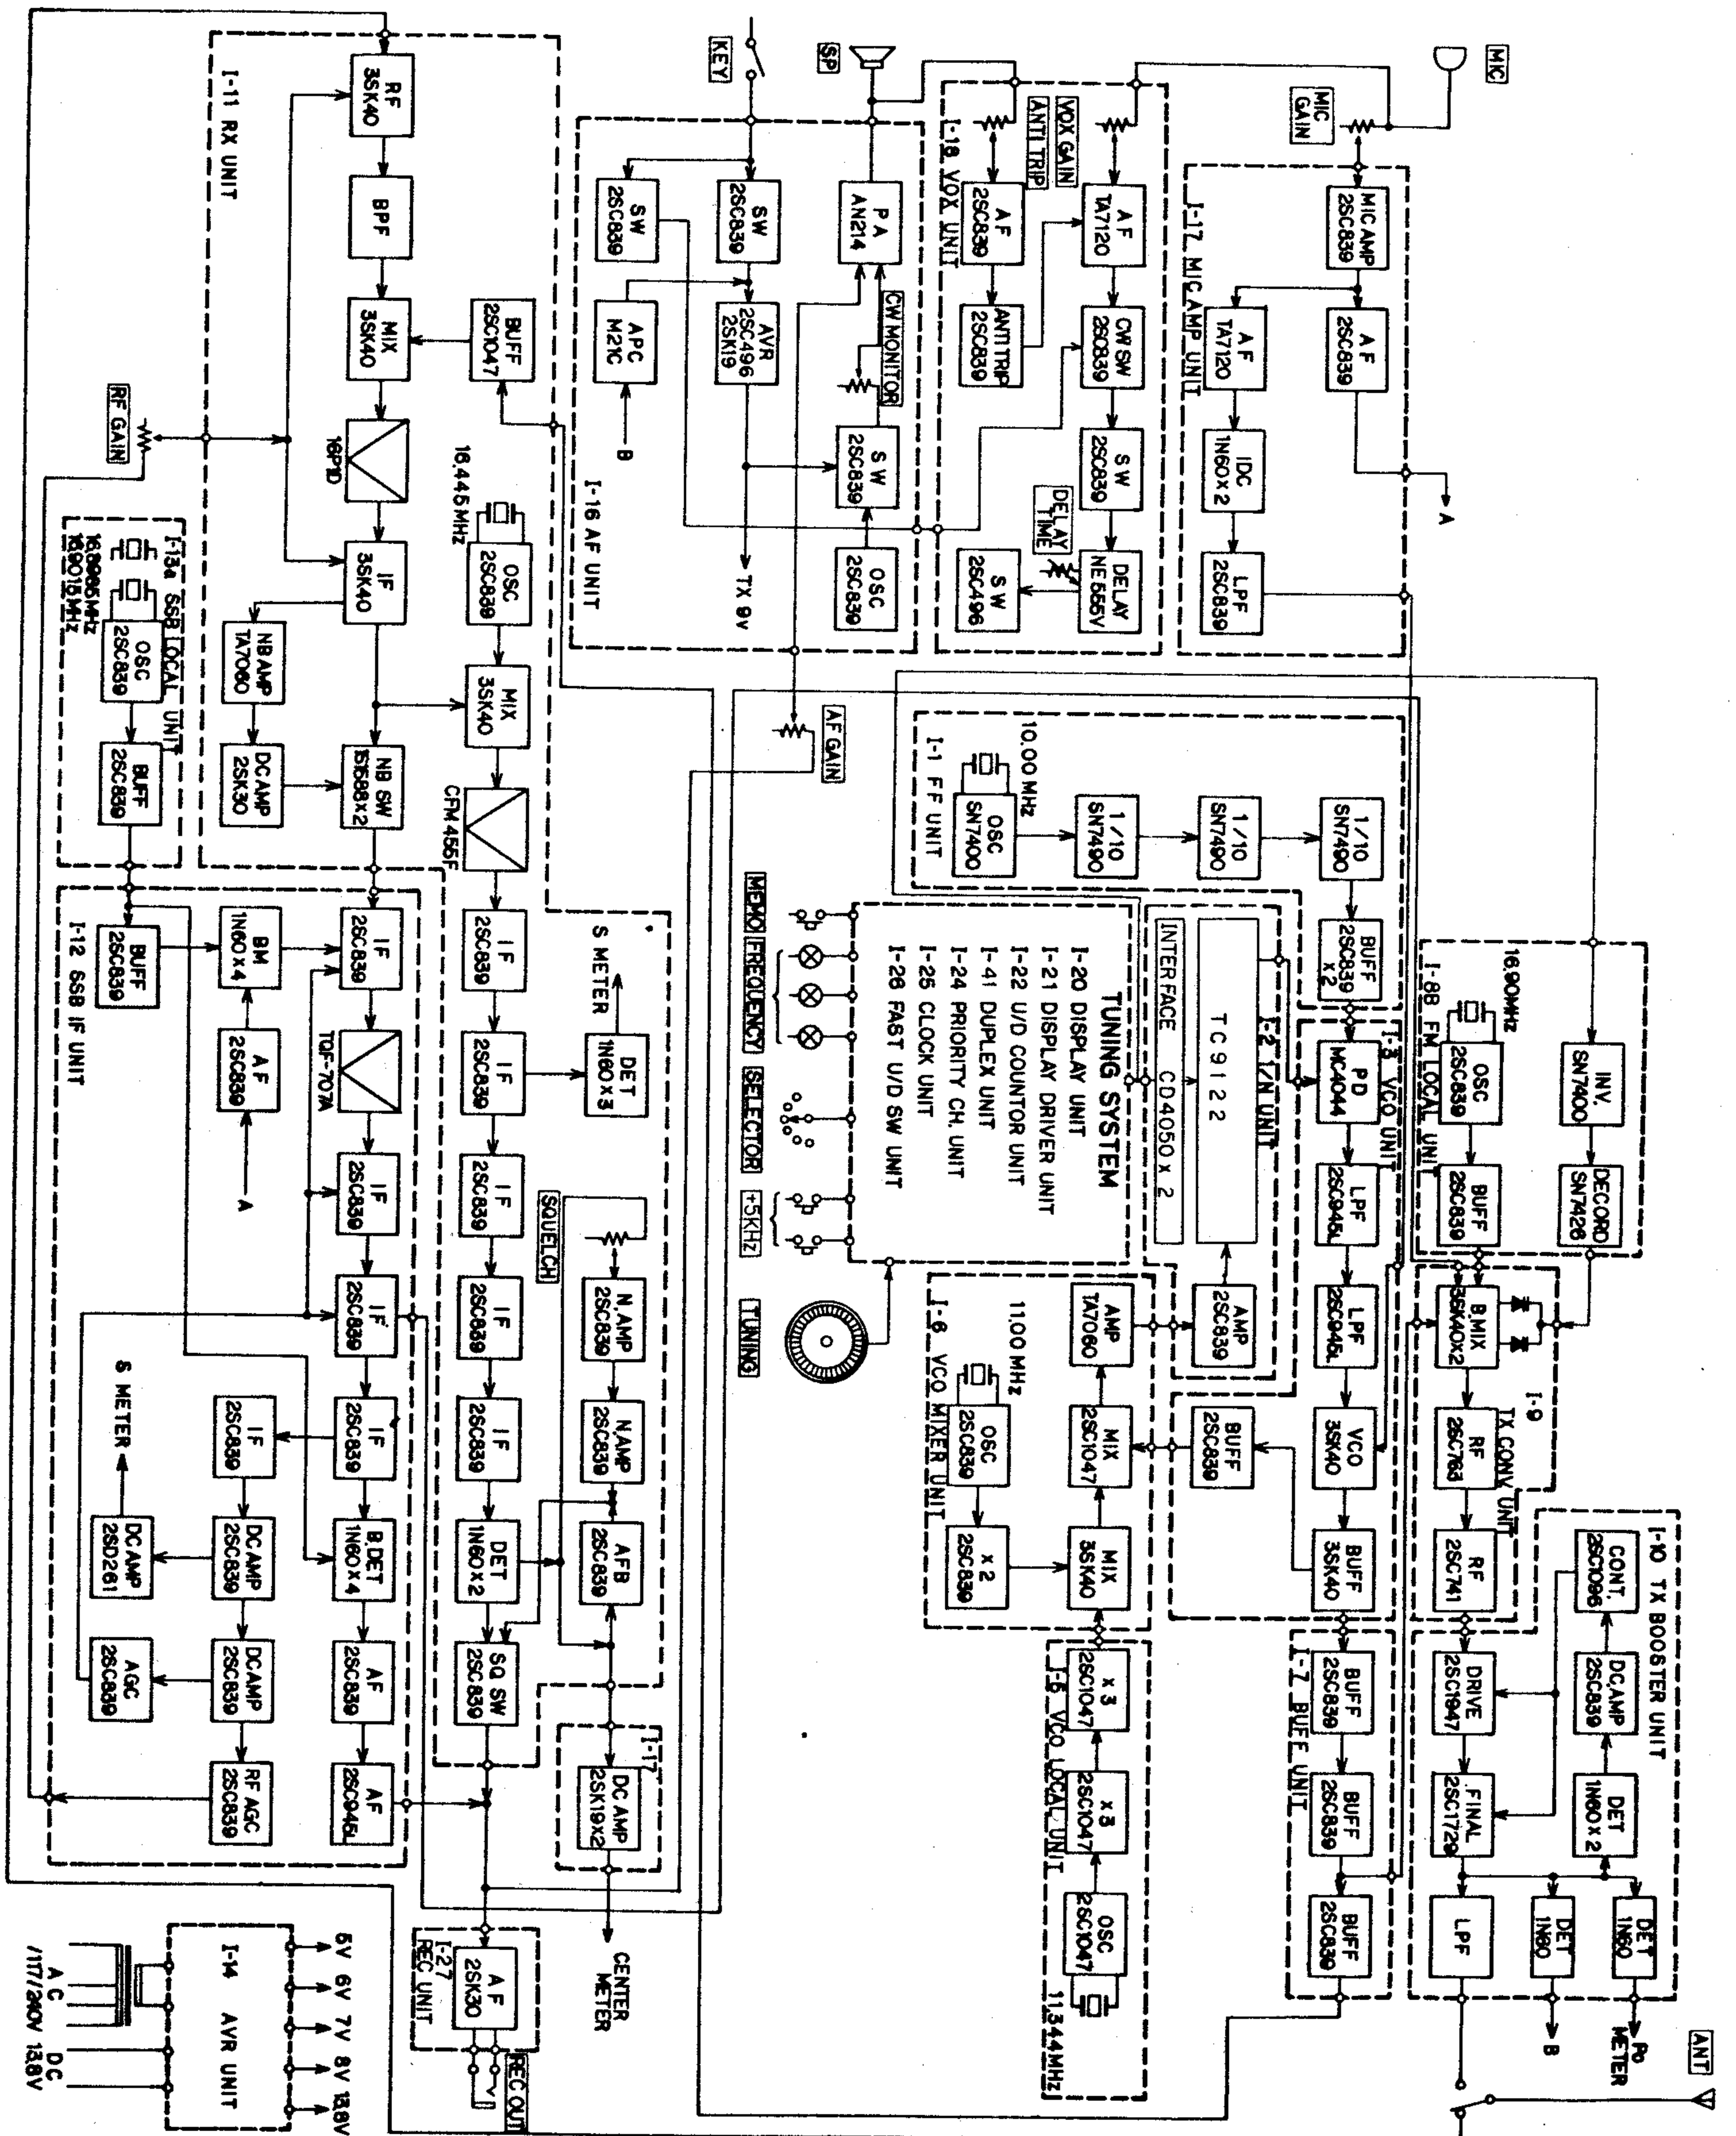 MIC
MIC
GAIN
MIC AMP
2SC839
AF
2SC839
A
AF
TA7120
IDC
1N60×2
LPF
2SC839
I-17 MIC AMP UNIT
VOX GAIN
AF
TA7120
CW SW
2SC839
SW
2SC839
DELAY
NE555V
DELAY
TIME
SW
2SC496
ANTI TRIP
AF
2SC839
ANTI TRIP
2SC839
I-18 VOX UNIT
SP
PA
AN214
CW MONITOR
SW
2SC839
OSC
2SC839
KEY
SW
2SC839
AVR
2SC496
2SK19
TX 9V
SW
2SC839
APC
M21C
B
I-16 AF UNIT
AF GAIN
INV.
SN7400
DECORD
SN7426
16.90MHz
OSC
2SC839
BUFF
2SC839
I-8B FM LOCAL UNIT
I-1 FF UNIT
10.00 MHz
OSC
SN7400
1/10
SN7490
1/10
SN7490
1/10
SN7490
BUFF
2SC839
×2
I-3 VCO UNIT
PD
MC4044
LPF
2SC945L
LPF
2SC945L
VCO
3SK40
BUFF
3SK40
BUFF
2SC839
I-2 1/N UNIT
TC9122
INTERFACE CD4050×2
AMP
2SC839
I-9
TX CONV UNIT
B.MIX
3SK40×2
RF
2SC763
RF
2SC741
I-10 TX BOOSTER UNIT
CONT.
2SC1096
DC.AMP
2SC839
DET
1N60×2
DRIVE
2SC1947
FINAL
2SC1729
LPF
DET
1N60
DET
1N60
Po
METER
B
ANT
I-7 BUFF UNIT
BUFF
2SC839
BUFF
2SC839
BUFF
2SC839
TUNING SYSTEM
I-20 DISPLAY UNIT
I-21 DISPLAY DRIVER UNIT
I-22 U/D COUNTOR UNIT
I-41 DUPLEX UNIT
I-24 PRIORITY CH. UNIT
I-25 CLOCK UNIT
I-26 FAST U/D SW UNIT
MEMO
FREQUENCY
SELECTOR
+5KHz
TUNING
I-6 VCO MIXER UNIT
AMP
TA7060
MIX
2SC1047
MIX
3SK40
11.00 MHz
OSC
2SC839
×2
2SC839
I-5 VCO LOCAL UNIT
×3
2SC1047
×3
2SC1047
OSC
2SC1047
11.344MHz
I-11 RX UNIT
RF
3SK40
BPF
MIX
3SK40
BUFF
2SC1047
16P1D
IF
3SK40
NB AMP
TA7060
DC AMP
2SK30
NB SW
1S1588×2
16.445MHz
OSC
2SC839
MIX
3SK40
CFM455F
IF
2SC839
IF
2SC839
IF
2SC839
IF
2SC839
IF
2SC839
DET
1N60×2
SQ SW
2SC839
S METER
DET
1N60×3
SQUELCH
N.AMP
2SC839
N.AMP
2SC839
AFB
2SC839
I-17
DC AMP
2SK19×2
CENTER
METER
RF GAIN
I-13a SSB LOCAL UNIT
16.8985MHz
16.9015MHz
OSC
2SC839
BUFF
2SC839
I-12 SSB IF UNIT
BUFF
2SC839
BM
1N60×4
AF
2SC839
A
IF
2SC839
TQF-707A
IF
2SC839
IF
2SC839
IF
2SC839
B.DET
1N60×4
AF
2SC839
AF
2SC945L
IF
2SC839
DC AMP
2SC839
DC AMP
2SC839
RF AGC
2SC839
S METER
DC AMP
2SD261
AGC
2SC839
I-27
REC UNIT
AF
2SK30
REC OUT
I-14 AVR UNIT
5V 6V 7V 8V 13.8V
AC
/117/240V
DC
13.8V